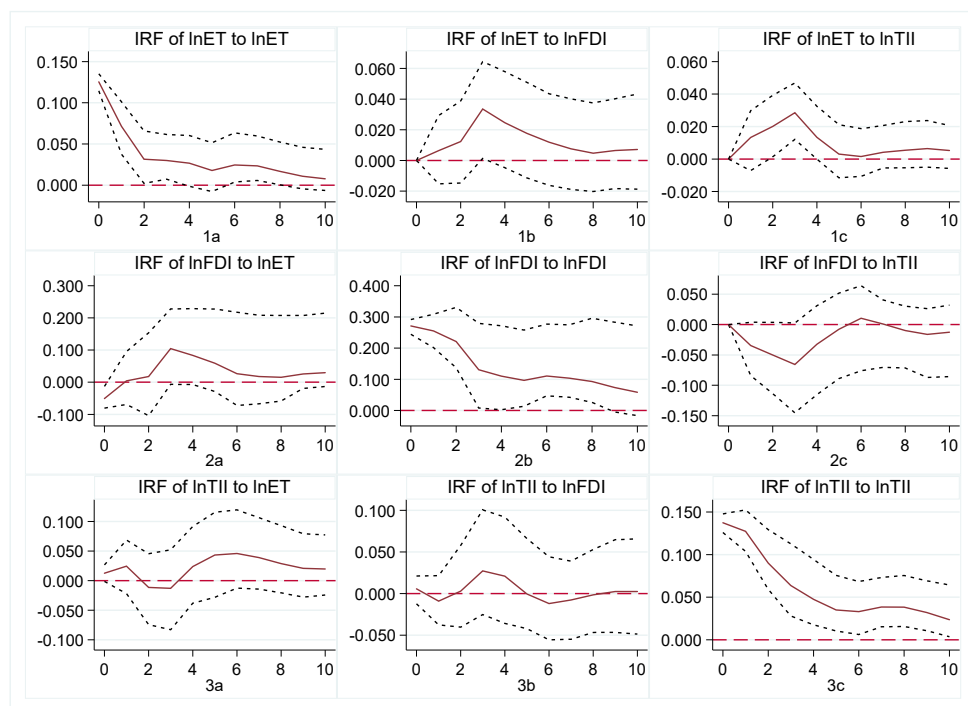 IRF of lnET to lnET
0.150
0.100
0.050
0.000
0 2 4 6 8 10
1a
IRF of lnET to lnFDI
0.060
0.040
0.020
0.000
-0.020
0 2 4 6 8 10
1b
IRF of lnET to lnTII
0.060
0.040
0.020
0.000
-0.020
0 2 4 6 8 10
1c
IRF of lnFDI to lnET
0.300
0.200
0.100
0.000
-0.100
0 2 4 6 8 10
2a
IRF of lnFDI to lnFDI
0.400
0.300
0.200
0.100
0.000
0 2 4 6 8 10
2b
IRF of lnFDI to lnTII
0.050
0.000
-0.050
-0.100
-0.150
0 2 4 6 8 10
2c
IRF of lnTII to lnET
0.100
0.050
0.000
-0.050
-0.100
0 2 4 6 8 10
3a
IRF of lnTII to lnFDI
0.100
0.050
0.000
-0.050
0 2 4 6 8 10
3b
IRF of lnTII to lnTII
0.150
0.100
0.050
0.000
0 2 4 6 8 10
3c